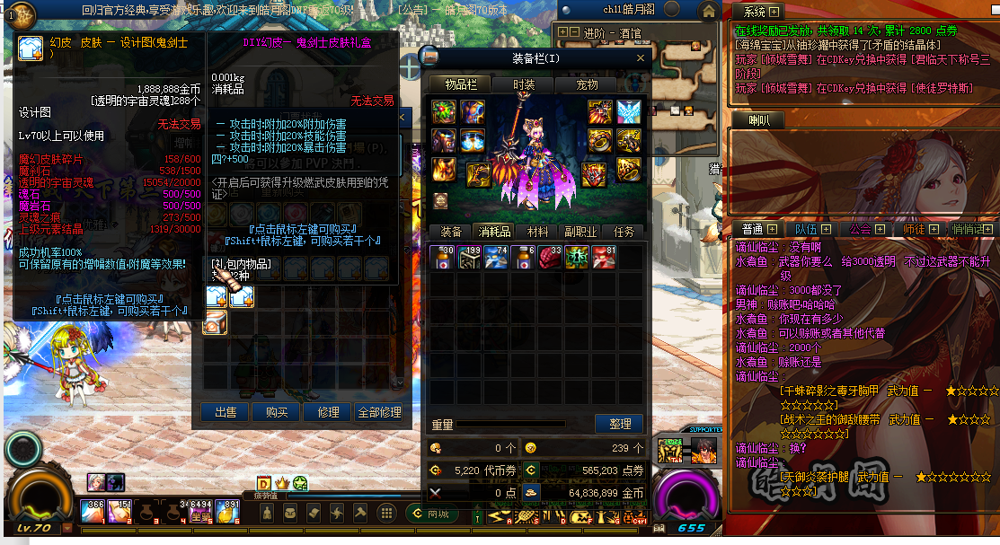 回归官方经典,享受游戏乐趣,欢迎来到皓月阁DNF重返70级!
【公告】— 皓月阁70版本
ch11皓月阁
进阶 - 酒馆
幻皮 皮肤 — 设计图(鬼剑士
)
1,888,888金币
[透明的宇宙灵魂]288个
设计图
无法交易
Lv70以上可以使用
魔幻皮肤碎片 158/600
魔刹石 538/1500
透明的宇宙灵魂 15054/20000
魂石 500/500
魔岩石 500/500
灵魂之痕 273/500
上级元素结晶 1319/30000
成功机率100%
可保留原有的增幅数值,附魔等效果!
『点击鼠标左键可购买』
『Shift+鼠标左键,可购买若干个』
DIY幻皮— 鬼剑士皮肤礼盒
0.001kg
消耗品
无法交易
— 攻击时:附加20%附加伤害
— 攻击时:附加20%技能伤害
— 攻击时:附加20%暴击伤害
四?+500
<开启后可获得升级燃武皮肤用到的凭
证>
『点击鼠标左键可购买』
『Shift+鼠标左键,可购买若干个』
[礼包内物品]
出售 购买 修理 全部修理
装备栏(I)
物品栏 时装 宠物
装备 消耗品 材料 副职业 任务
30 199 74 6 33 81
重量
整理
0 个 239 个
5,220 代币券 565,203 点券
0 点 64,836,899 金币
系统
在线奖励已发放, 共领取 14 次,累计 2800 点券
[海绵宝宝]从袖珍罐中获得了[矛盾的结晶体]
玩家 [倾城雪舞] 在CDKey兑换中获得 [君临天下称号三
阶段]
玩家 [倾城雪舞] 在CDKey兑换中获得 [使徒罗特斯]
喇叭
普通 队伍 公会 师徒 悄悄话
谪仙临尘：没有啊
水煮鱼：武器你要么 给3000透明 不过这武器不能升
级
谪仙临尘：3000都没了
男神：赊账吧,哈哈哈
水煮鱼：你现在有多少
水煮鱼：可以赊账或者其他代替
谪仙临尘：2000个
水煮鱼：赊账还是
谪仙临尘：
[千蛛碎影之毒牙胸甲 武力值 — ★☆☆☆☆
☆☆☆☆☆]
[战术之王的御敌腰带 武力值 — ★☆☆☆
☆☆☆☆☆☆]
谪仙临尘：换?
谪仙临尘：
[天御炎袭护腿 武力值 — ★☆☆☆☆☆☆
☆☆☆]
皓月阁
SUPPORTER
疲劳值
商城
366 151 346494 891
Lv.70
655